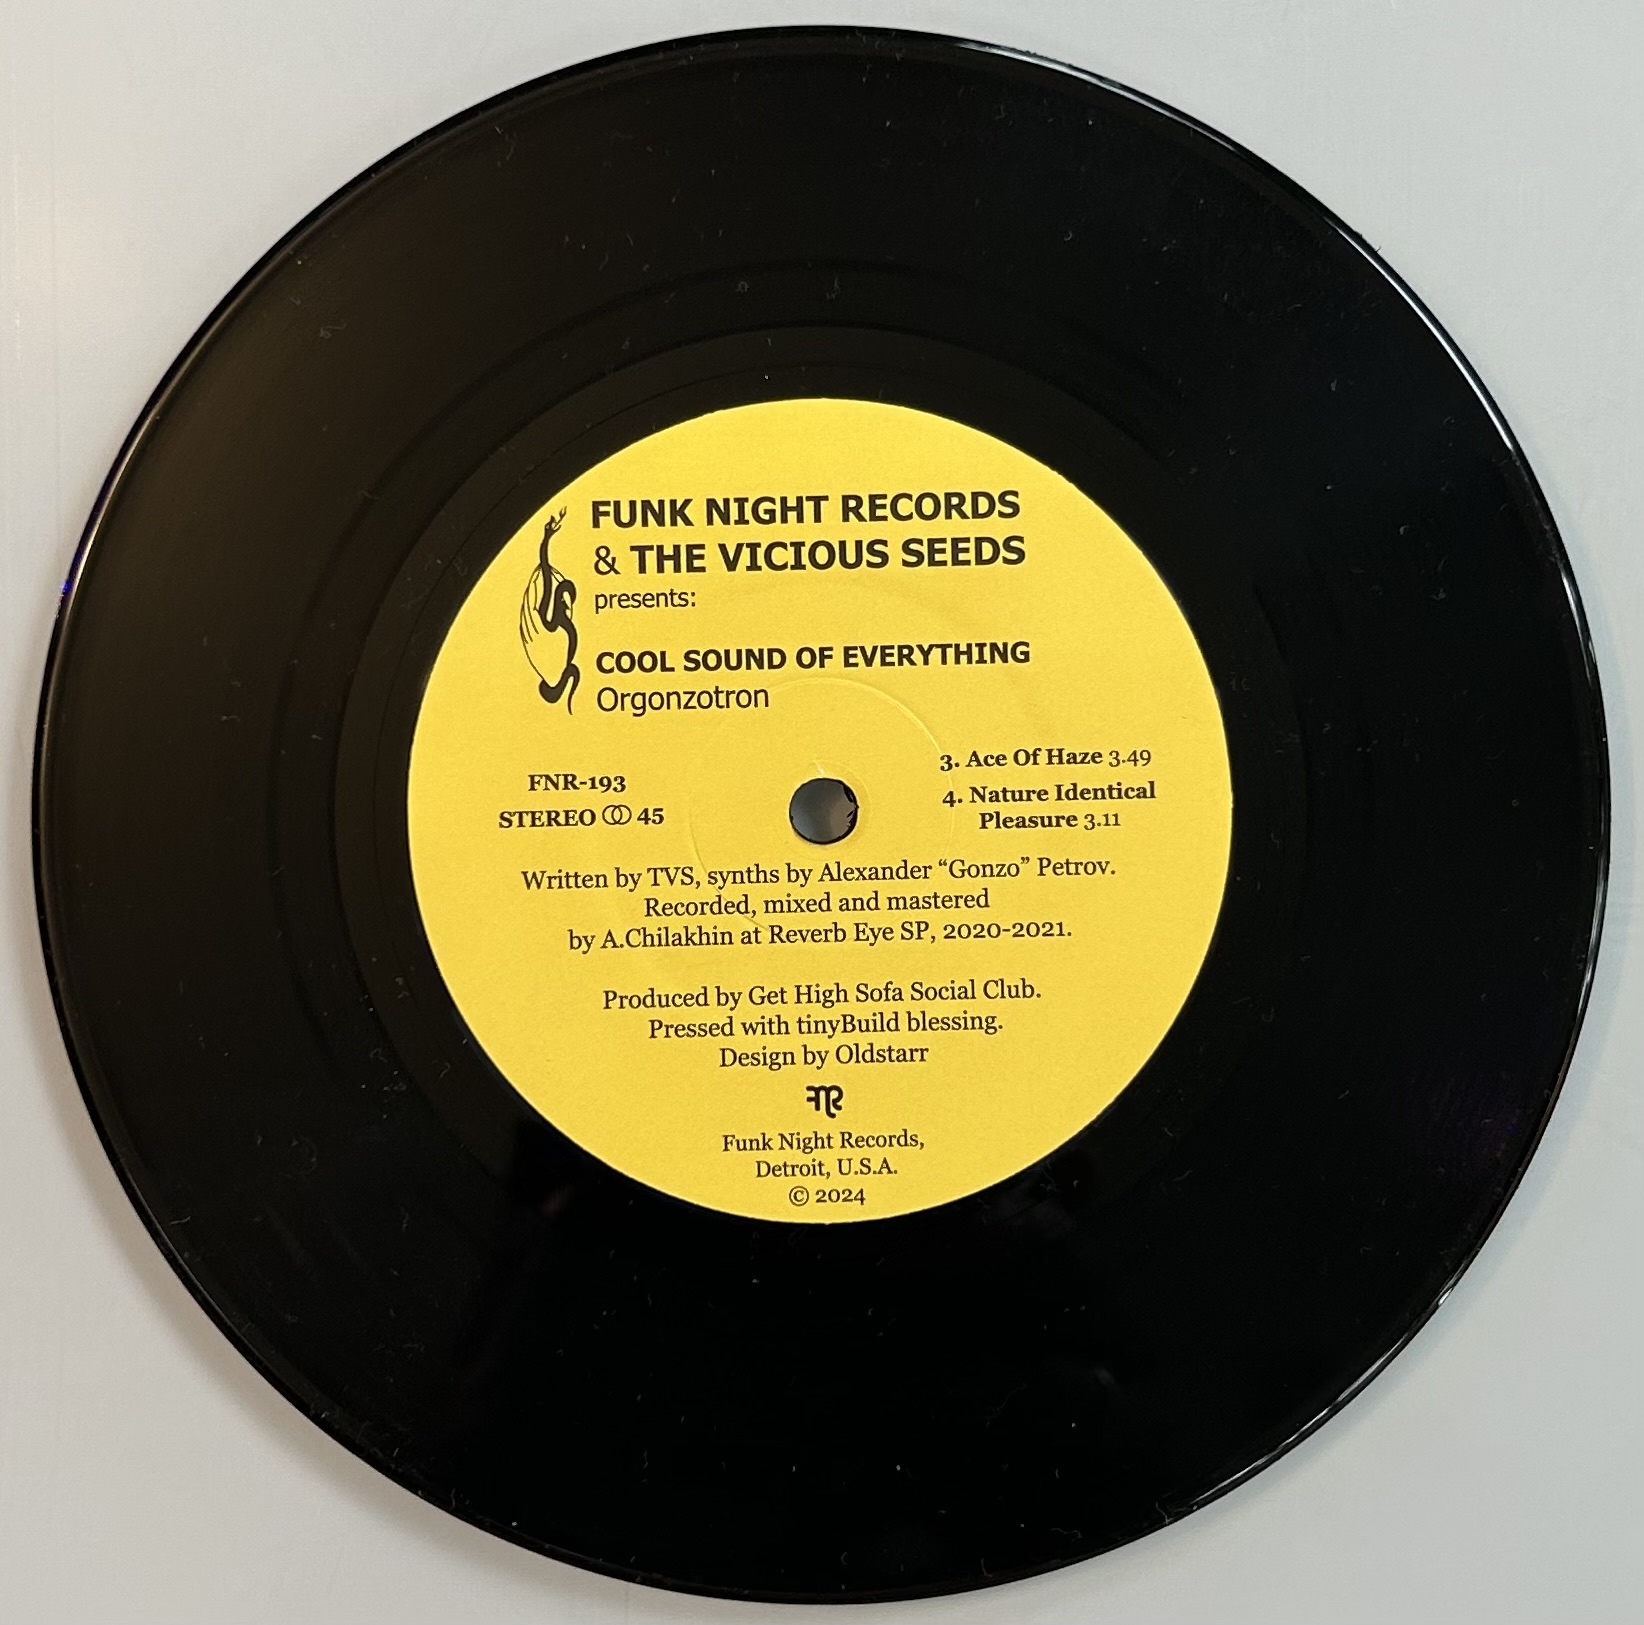 FUNK NIGHT RECORDS
& THE VICIOUS SEEDS
presents:
COOL SOUND OF EVERYTHING
Orgonzotron
FNR-193
STEREO 45
3. Ace Of Haze 3.49
4. Nature Identical
Pleasure 3.11
Written by TVS, synths by Alexander “Gonzo” Petrov.
Recorded, mixed and mastered
by A.Chilakhin at Reverb Eye SP, 2020-2021.
Produced by Get High Sofa Social Club.
Pressed with tinyBuild blessing.
Design by Oldstarr
FNR
Funk Night Records,
Detroit, U.S.A.
© 2024